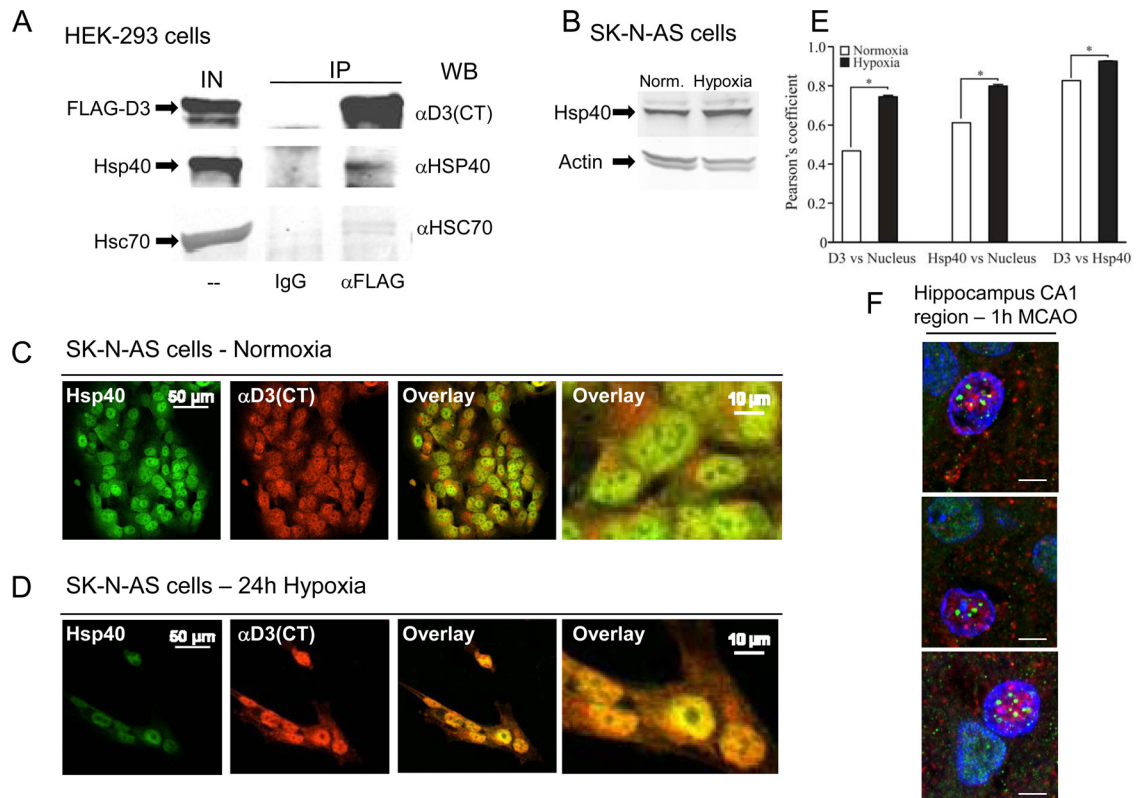 A
HEK-293 cells
IN
IP
WB
FLAG-D3
αD3(CT)
Hsp40
αHSP40
Hsc70
αHSC70
--
IgG
αFLAG
B
SK-N-AS cells
Norm.
Hypoxia
Hsp40
Actin
E
Pearson's coefficient
1.0
0.8
0.6
0.4
0.2
0
Normoxia
Hypoxia
*
*
*
D3 vs Nucleus
Hsp40 vs Nucleus
D3 vs Hsp40
C
SK-N-AS cells - Normoxia
Hsp40
50 µm
αD3(CT)
Overlay
Overlay
10 µm
D
SK-N-AS cells – 24h Hypoxia
Hsp40
50 µm
αD3(CT)
Overlay
Overlay
10 µm
F
Hippocampus CA1
region – 1h MCAO